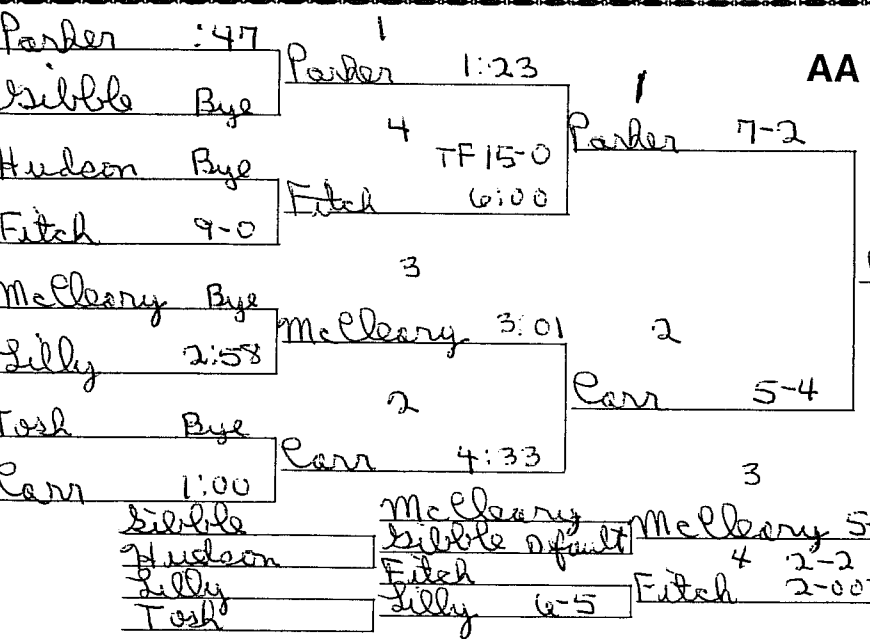 Parker :47
1
Parker 1:23
AA
Gibble Bye
1
4
Parker 7-2
Hudson Bye
TF 15-0
Fitch 6:00
Fitch 9-0
3
McCleary Bye
McCleary 3:01
2
Lilly 2:58
Carr 5-4
2
Tosh Bye
Carr 4:33
Carr 1:00
3
Gibble
McCleary
McCleary 5-
Hudson
Gibble Default
4 2-2
Lilly
Fitch
Fitch 2-00
Tosh
Lilly 6-5